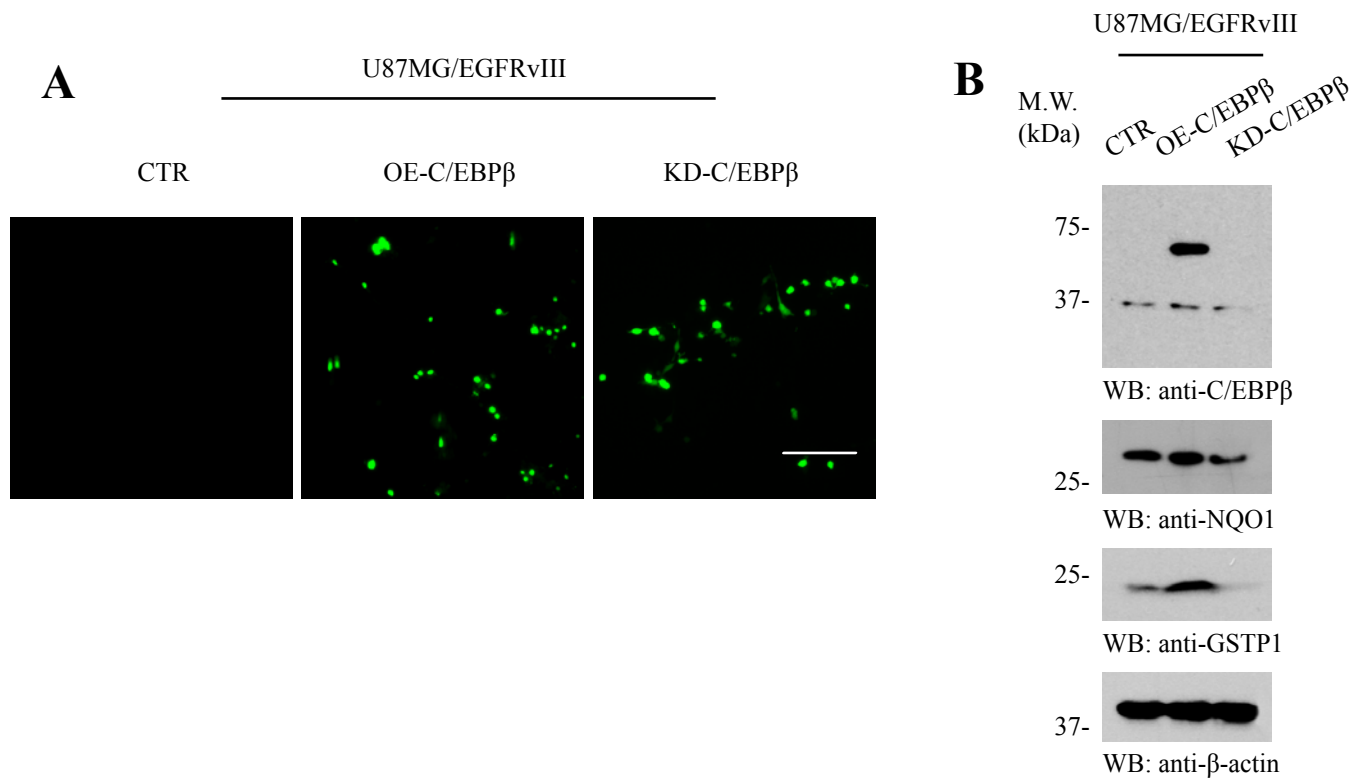 A
U87MG/EGFRvIII
CTR
OE-C/EBPβ
KD-C/EBPβ
B
U87MG/EGFRvIII
M.W.
(kDa)
CTR
OE-C/EBPβ
KD-C/EBPβ
75-
37-
WB: anti-C/EBPβ
25-
WB: anti-NQO1
25-
WB: anti-GSTP1
37-
WB: anti-β-actin